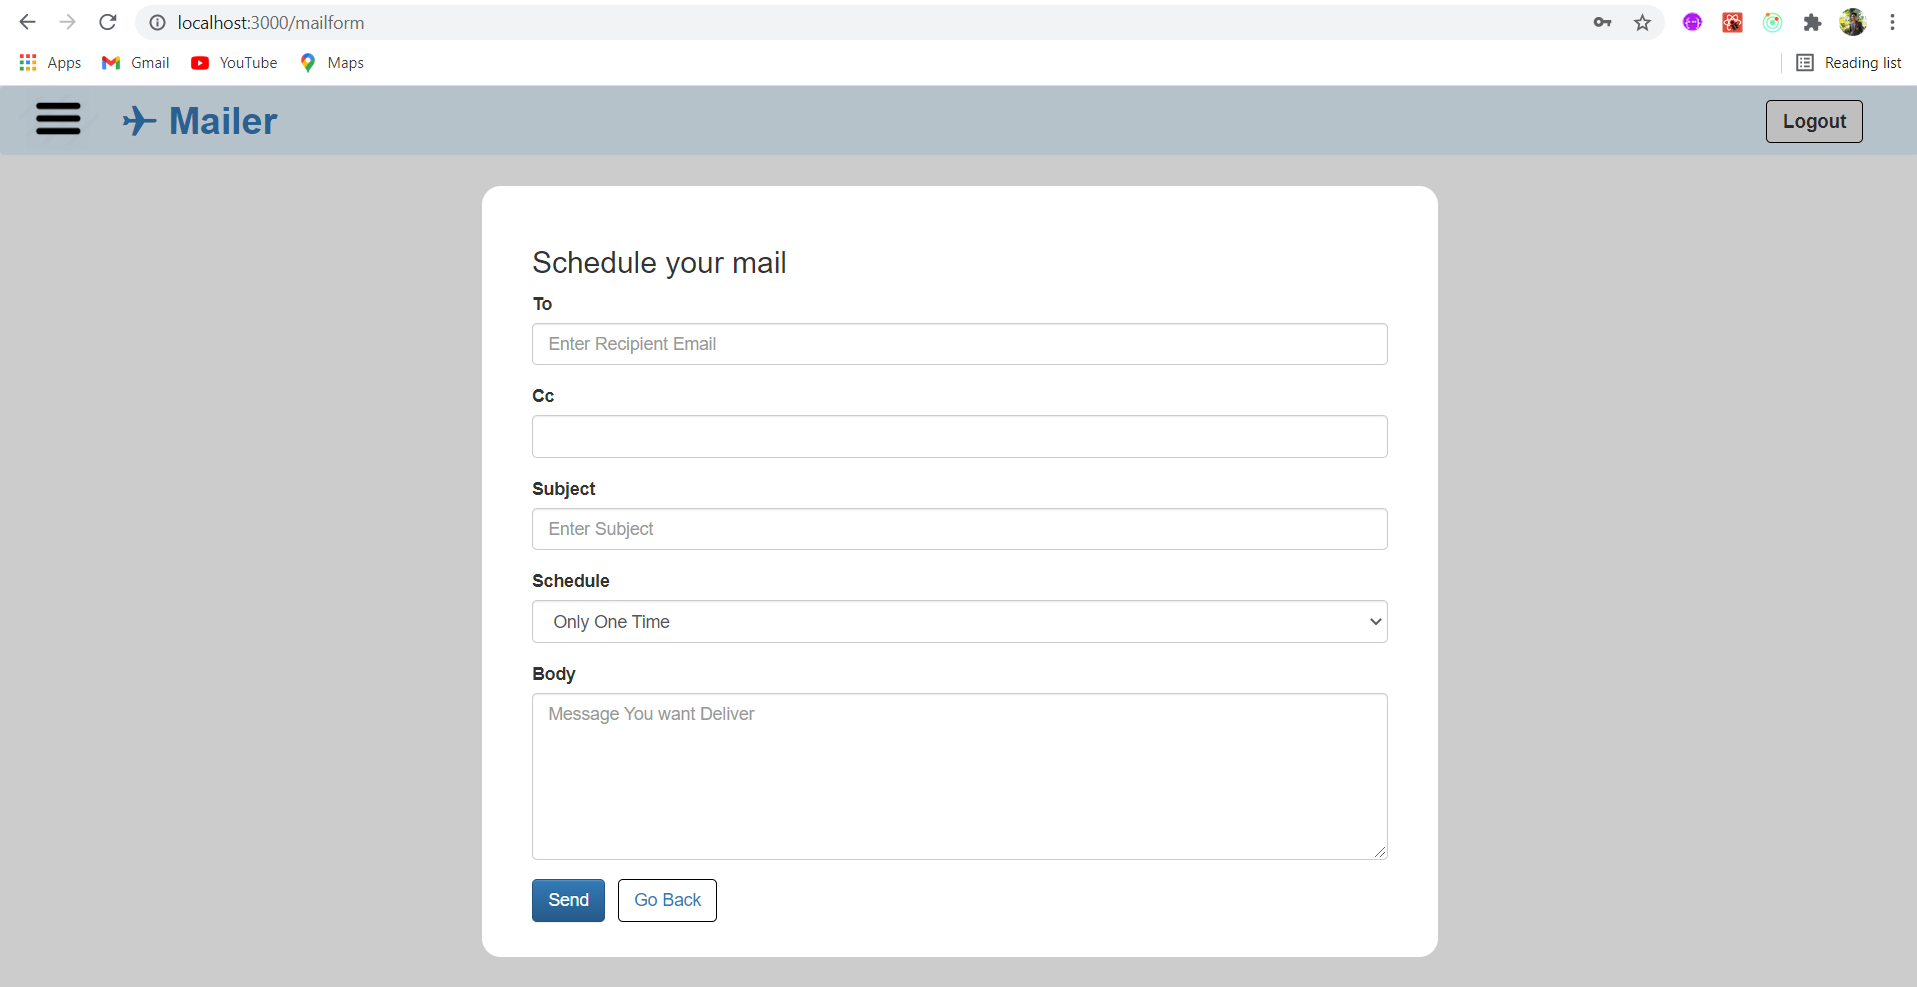 localhost:3000/mailform
Apps Gmail YouTube Maps Reading list
Mailer Logout
Schedule your mail
To
Enter Recipient Email
Cc
Subject
Enter Subject
Schedule
Only One Time
Body
Message You want Deliver
Send Go Back